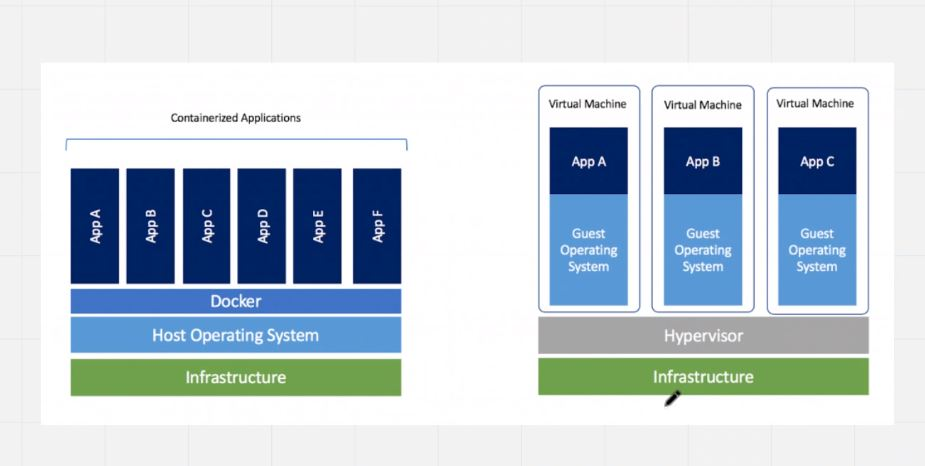 Containerized Applications
App A
App B
App C
App D
App E
App F
Docker
Host Operating System
Infrastructure
Virtual Machine
App A
Guest
Operating
System
Virtual Machine
App B
Guest
Operating
System
Virtual Machine
App C
Guest
Operating
System
Hypervisor
Infrastructure